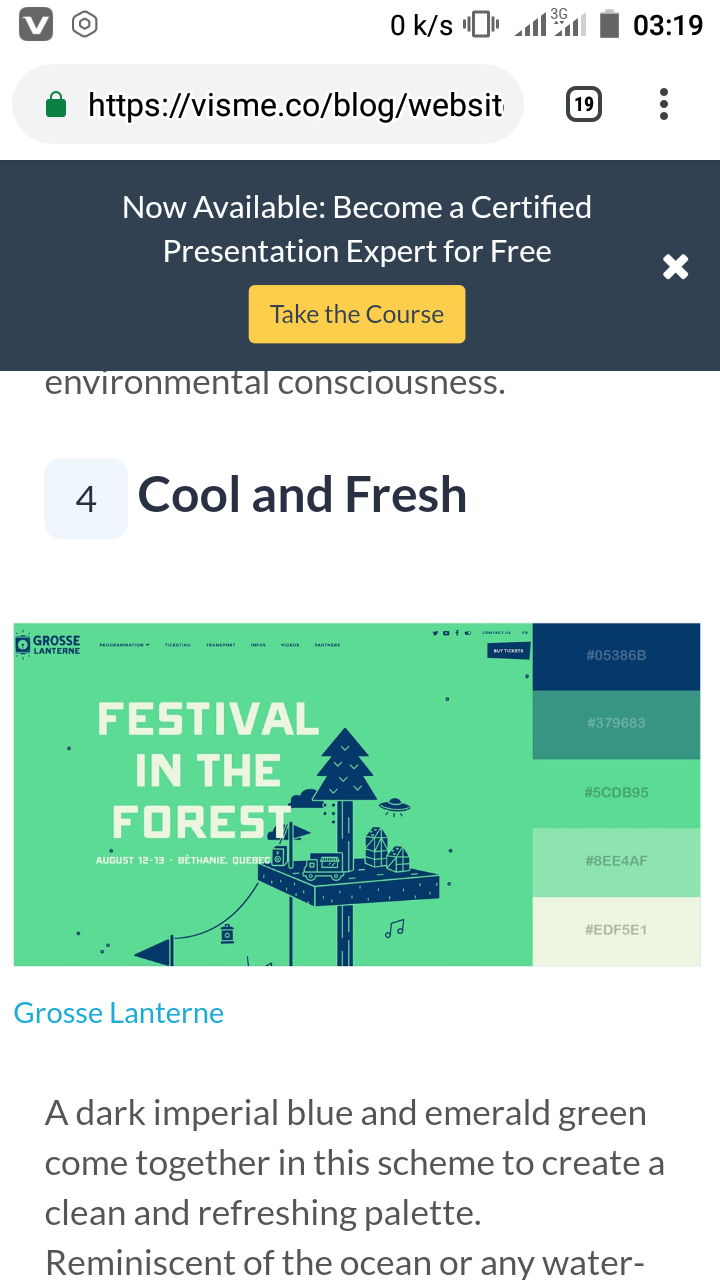 V
0 k/s 3G 03:19
https://visme.co/blog/websit
19
Now Available: Become a Certified
Presentation Expert for Free
Take the Course
environmental consciousness.
4 Cool and Fresh
GROSSE
LANTERNE
PROGRAMMATION TICKETING TRANSPORT INFOS VIDEOS PARTNERS
CONTACT US FR
BUY TICKETS
FESTIVAL
IN THE
FOREST
AUGUST 12-13 - BÉTHANIE, QUEBEC
#05386B
#379683
#5CDB95
#8EE4AF
#EDF5E1
Grosse Lanterne
A dark imperial blue and emerald green
come together in this scheme to create a
clean and refreshing palette.
Reminiscent of the ocean or any water-